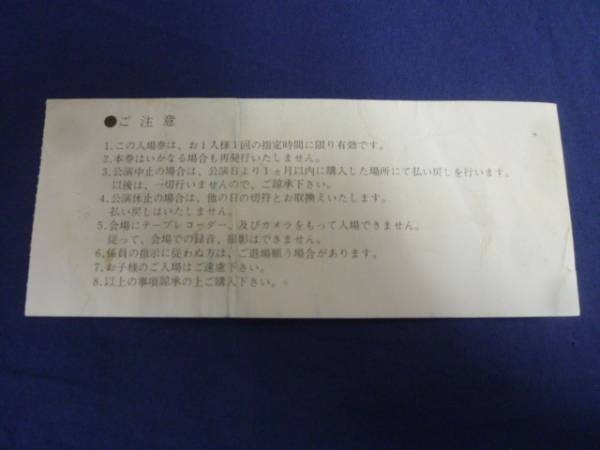 ●ご注意
1.この入場券は、お1人様1回の指定時間に限り有効です。
2.本券はいかなる場合も再発行いたしません。
3.公演中止の場合は、公演日より1ヵ月以内に購入した場所にて払い戻しを行います。
以後は、一切行いませんので、ご諒承下さい。
4.公演休止の場合は、他の日の切符とお取換えいたします。
払い戻しはいたしません。
5.会場にテープレコーダー、及びカメラをもって入場できません。
従って、会場での録音、撮影はできません。
6.係員の指示に従わぬ方は、ご退場願う場合があります。
7.お子様のご入場はご遠慮下さい。
8.以上の事項諒承の上ご購入下さい。